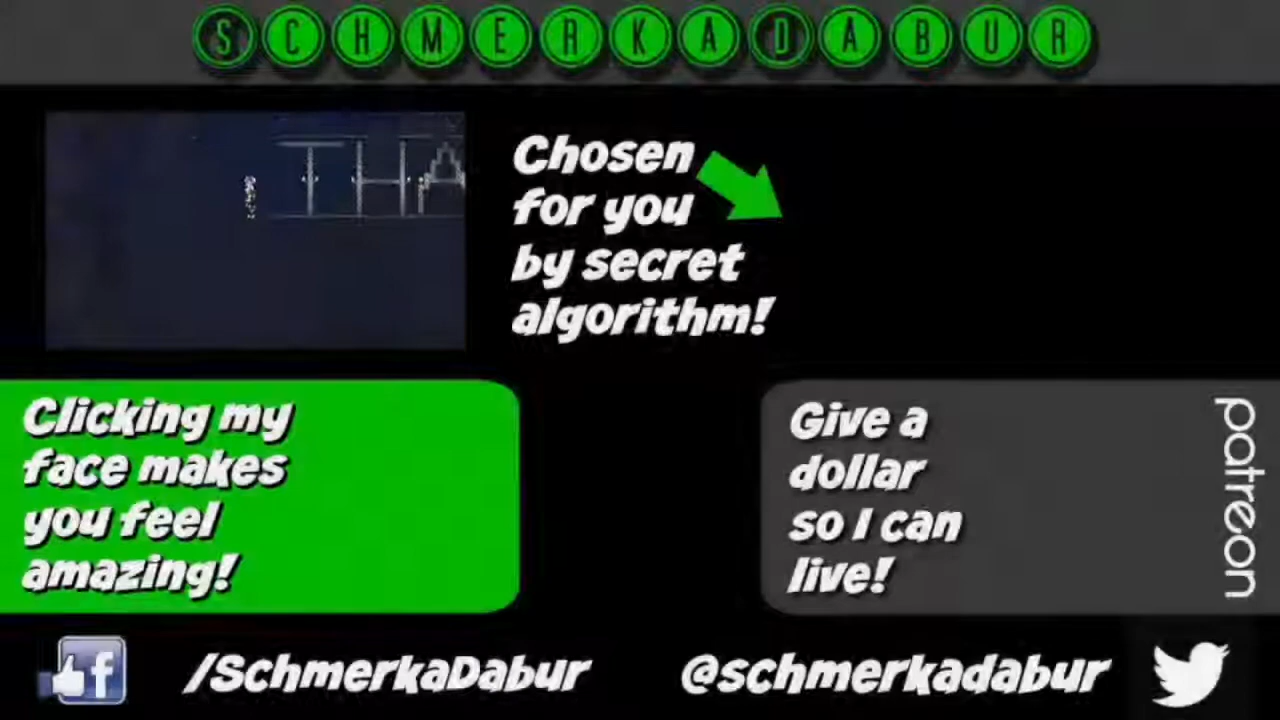 SCHMERKADABUR
THA
Chosen
for you
by secret
algorithm!
Clicking my
face makes
you feel
amazing!
Give a
dollar
so I can
live!
patreon
f
/SchmerkaDabur
@schmerkadabur